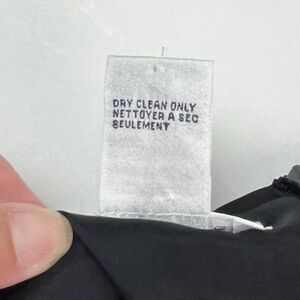 DRY CLEAN ONLY
NETTOYER A SEC
SEULEMENT